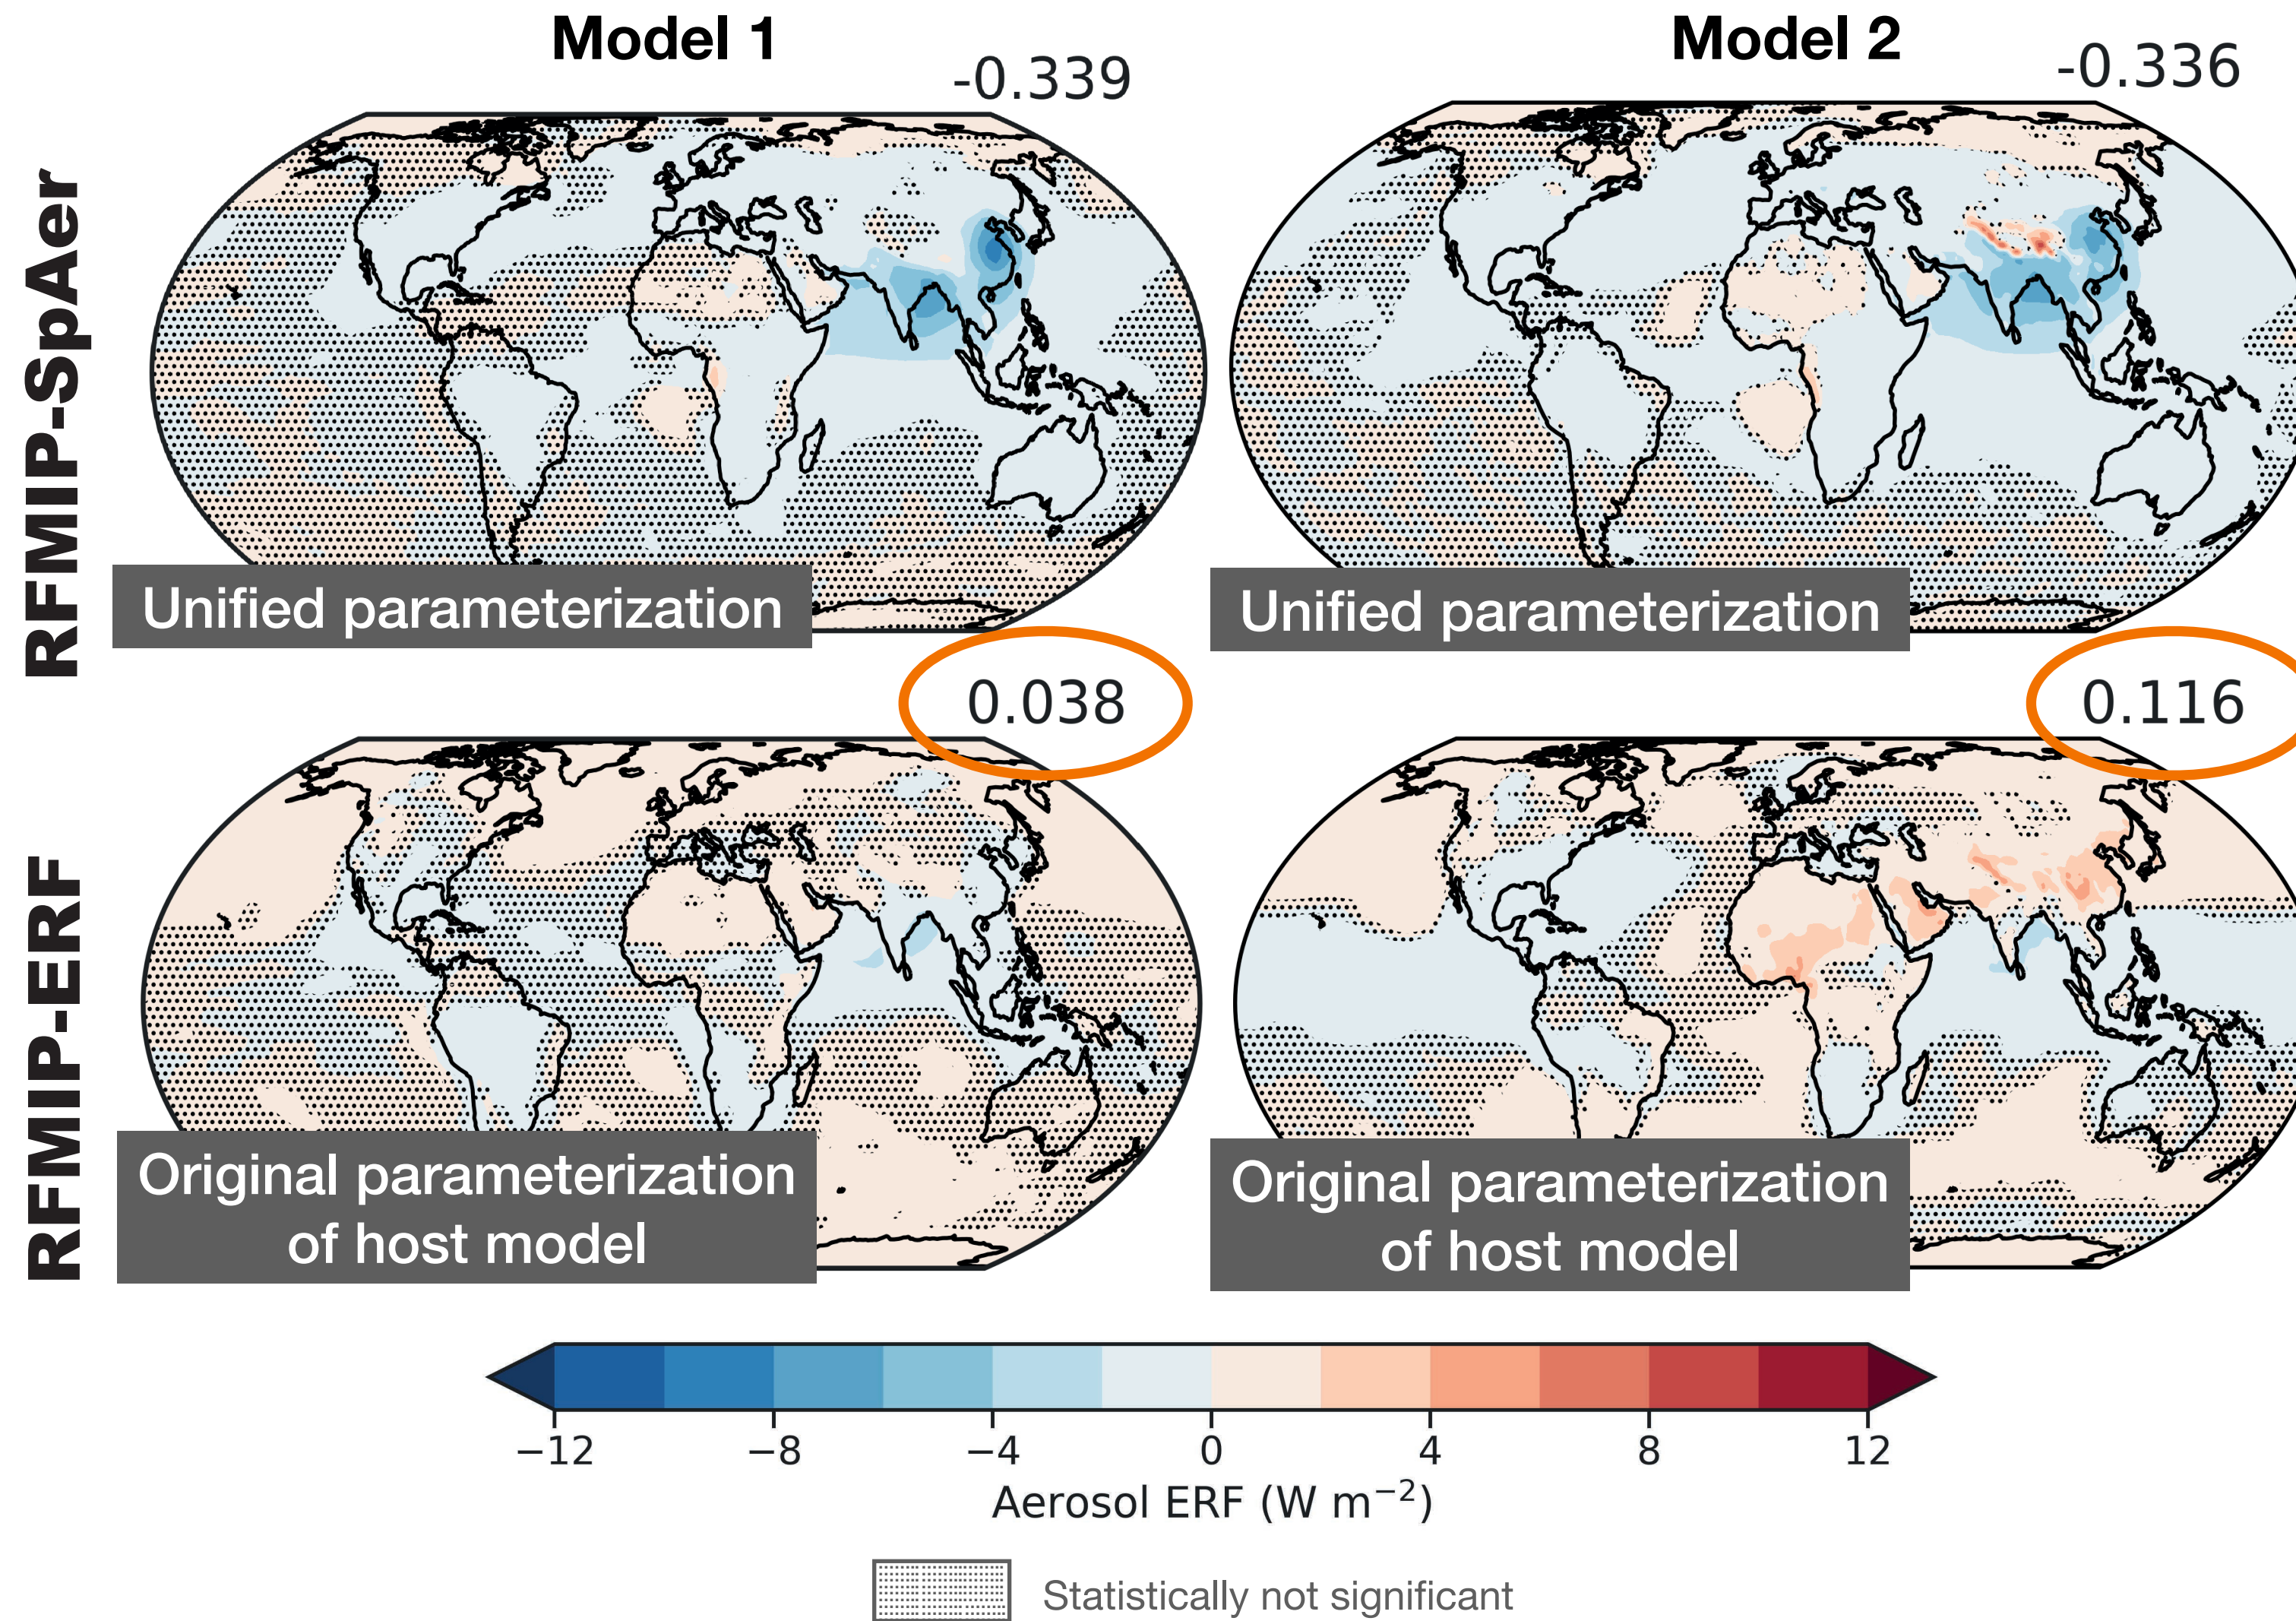 Model 1
Model 2
-0.339
-0.336
RFMIP-SpAer
Unified parameterization
Unified parameterization
0.038
0.116
RFMIP-ERF
Original parameterization
of host model
Original parameterization
of host model
−12 −8 −4 0 4 8 12
Aerosol ERF (W m⁻²)
Statistically not significant